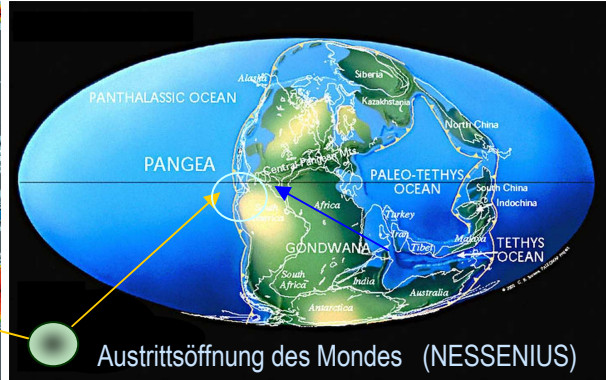 Alaska
Siberia
PANTHALASSIC OCEAN
Kazakhstania
North China
Central Pangean Mts.
PANGEA
PALEO-TETHYS
OCEAN
South China
Indochina
Africa
Turkey
Iran
Tibet
Malaya
GONDWANA
TETHYS
OCEAN
South
Africa
India
Australia
Antarctica
Austrittsöffnung des Mondes (NESSENIUS)